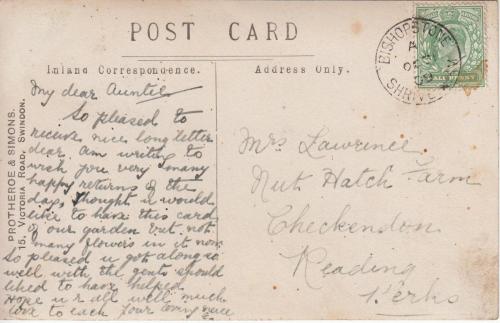 POST CARD
Inland Correspondence.
Address Only.
BISHOPSTONE
SHRIVE
HALF PENNY
PROTHEROE & SIMONS.
15, VICTORIA ROAD, SWINDON.
My dear Auntie
So pleased to
receive nice long letter
dear am writing to
wish you very many
happy returns of the
day, thought u would
like to have this card
of our garden but not
many flowers in it now.
So pleased u got along so
well with the gents should
liked to have helped
Hope u r all well much
love to each your loving niece
Mrs Lawrence
Nut Hatch Farm
Checkendon
Reading
Berks